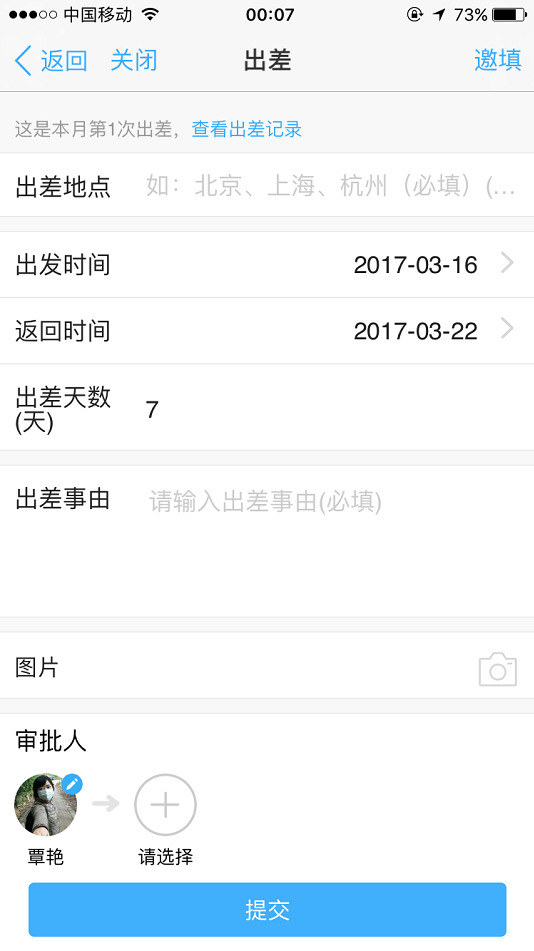 中国移动 00:07 73%
返回 关闭 出差 邀填
这是本月第1次出差，查看出差记录
出差地点 如：北京、上海、杭州（必填）(...
出发时间 2017-03-16
返回时间 2017-03-22
出差天数
(天) 7
出差事由 请输入出差事由(必填)
图片
审批人
覃艳 请选择
提交